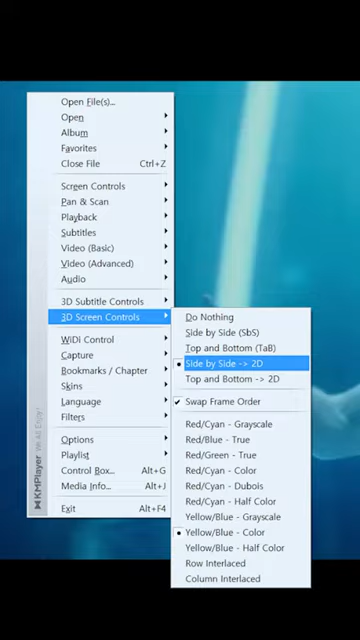 Open File(s)...
Open
Album
Favorites
Close File Ctrl+Z
Screen Controls
Pan & Scan
Playback
Subtitles
Video (Basic)
Video (Advanced)
Audio
3D Subtitle Controls
3D Screen Controls
WiDi Control
Capture
Bookmarks / Chapter
Skins
Language
Filters
Options
Playlist
Control Box... Alt+G
Media Info... Alt+J
Exit Alt+F4
KMPlayer
Do Nothing
Side by Side (SbS)
Top and Bottom (TaB)
Side by Side -> 2D
Top and Bottom -> 2D
Swap Frame Order
Red/Cyan - Grayscale
Red/Blue - True
Red/Green - True
Red/Cyan - Color
Red/Cyan - Dubois
Red/Cyan - Half Color
Yellow/Blue - Grayscale
Yellow/Blue - Color
Yellow/Blue - Half Color
Row Interlaced
Column Interlaced